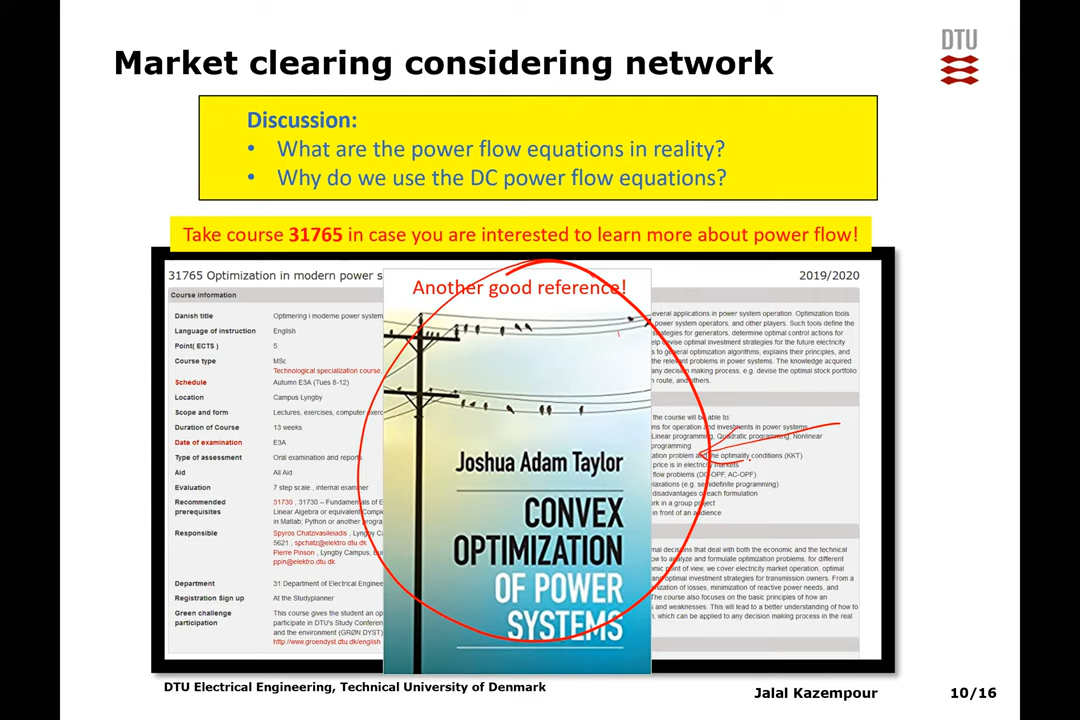 Market clearing considering network
DTU
Discussion:
• What are the power flow equations in reality?
• Why do we use the DC power flow equations?
Take course 31765 in case you are interested to learn more about power flow!
31765 Optimization in modern power s
2019/2020
Course information
Danish title Optimering i moderne power system
Language of instruction English
Point( ECTS ) 5
Course type MSc
Technological specialization course,
Schedule Autumn E3A (Tues 8-12)
Location Campus Lyngby
Scope and form Lectures, exercises, computer exerc
Duration of Course 13 weeks
Date of examination E3A
Type of assessment Oral examination and reports
Aid All Aid
Evaluation 7 step scale , internal examiner
Recommended prerequisites 31730 , 31730 – Fundamentals of E
Linear Algebra or equivalent
in Matlab; Python or another
Responsible Spyros Chatzivasileiadis , Lyngby Ca
5621 , spchatz@elektro.dtu.dk
Pierre Pinson , Lyngby Campus,
ppin@elektro.dtu.dk
Department 31 Department of Electrical Enginee
Registration Sign up At the Studyplanner
Green challenge participation This course gives the student an op
participate in DTU's Study Conferen
and the environment (GRØN DYST)
http://www.groendyst.dtu.dk/english
Another good reference!
Joshua Adam Taylor
CONVEX
OPTIMIZATION
OF POWER
SYSTEMS
everal applications in power system operation. Optimization tools
power system operators, and other players. Such tools define the
strategies for generators, determine optimal control actions for
elp devise optimal investment strategies for the future electricity
s to general optimization algorithms, explains their principles, and
the relevant problems in power systems. The knowledge acquired
any decision making process, e.g. devise the optimal stock portfolio
route, and others.
the course will be able to:
ms for operation and investments in power systems
Linear programming, Quadratic programming, Nonlinear
programming
ation problem and the optimality conditions (KKT)
price is in electricity markets
flow problems (DC-OPF, AC-OPF)
laxations (e.g. semidefinite programming)
disadvantages of each formulation
rk in a group project
in front of an audience
mal decisions that deal with both the economic and the technical
ow to analyze and formulate optimization problems, for different
omic point of view, we cover electricity market operation, optimal
and optimal investment strategies for transmission owners. From a
mization of losses, minimization of reactive power needs, and
The course also focuses on the basic principles of how an
s and weaknesses. This will lead to a better understanding of how to
, which can be applied to any decision making process in the real
DTU Electrical Engineering, Technical University of Denmark
Jalal Kazempour
10/16